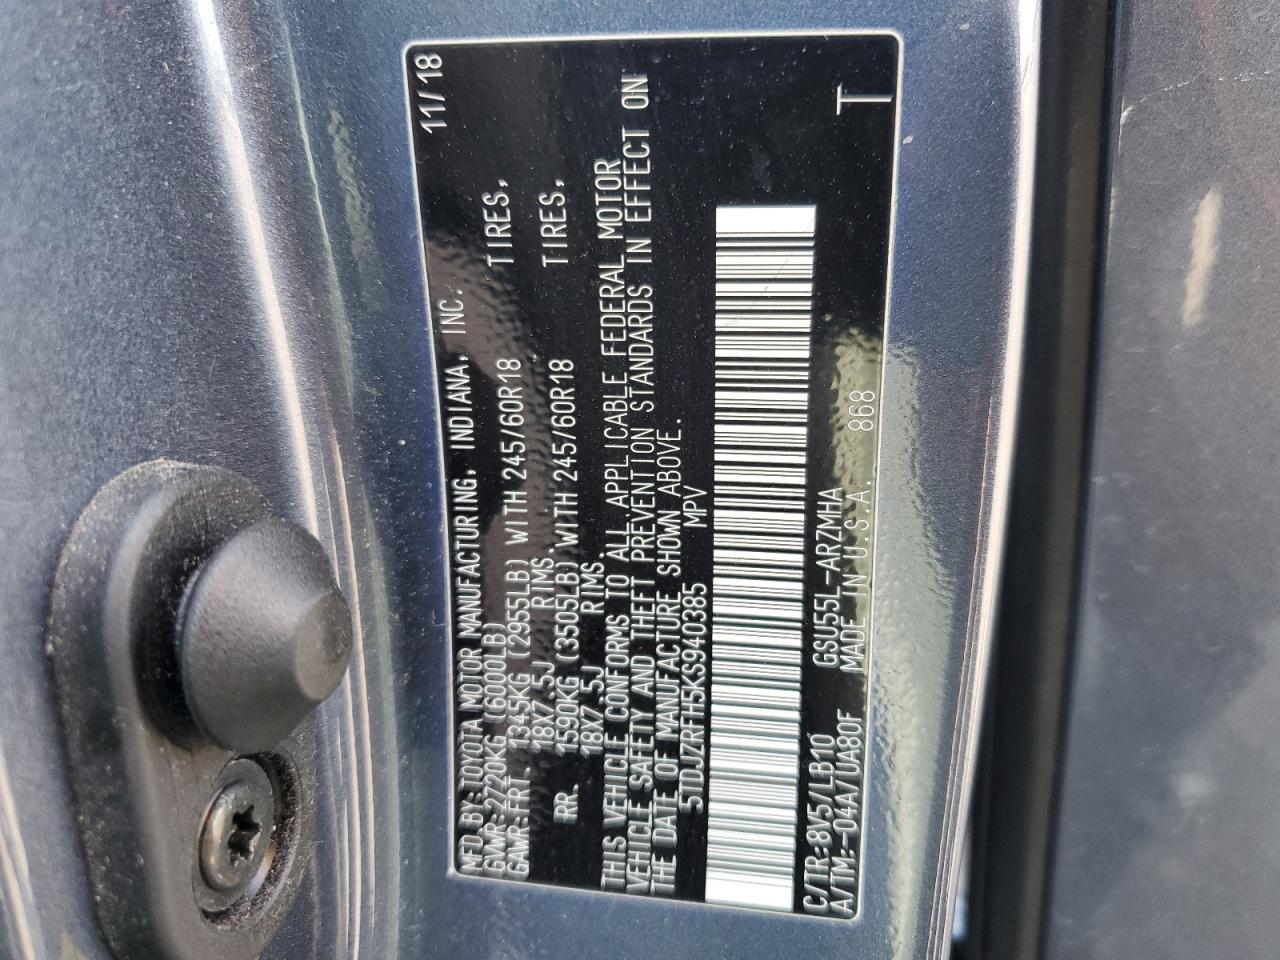 MFD BY: TOYOTA MOTOR MANUFACTURING, INDIANA, INC. 11/18
GVWR:2720KG (6000LB)
GAWR:FRT. 1345KG (2955LB) WITH 245/60R18 TIRES,
18X7.5J RIMS.
RR. 1590KG (3505LB) WITH 245/60R18 TIRES,
18X7.5J RIMS.
THIS VEHICLE CONFORMS TO ALL APPLICABLE FEDERAL MOTOR
VEHICLE SAFETY AND THEFT PREVENTION STANDARDS IN EFFECT ON
THE DATE OF MANUFACTURE SHOWN ABOVE.
5TDJZRFH5KS940385 MPV
C/TR:8V5/LB10 GSU55L-ARZMHA
A/TM:-04A/UA80F MADE IN U.S.A. 868
T